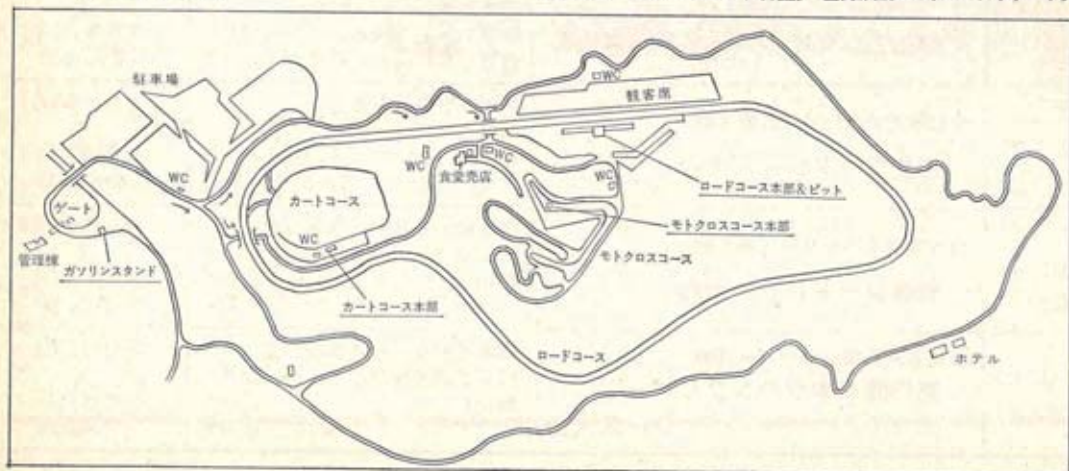 駐車場
WC
観客席
WC
WC
WC
食堂売店
WC
ロードコース本部&ピット
ゲート
カートコース
モトクロスコース本部
WC
モトクロスコース
管理棟
ガソリンスタンド
カートコース本部
ロードコース
ホテル